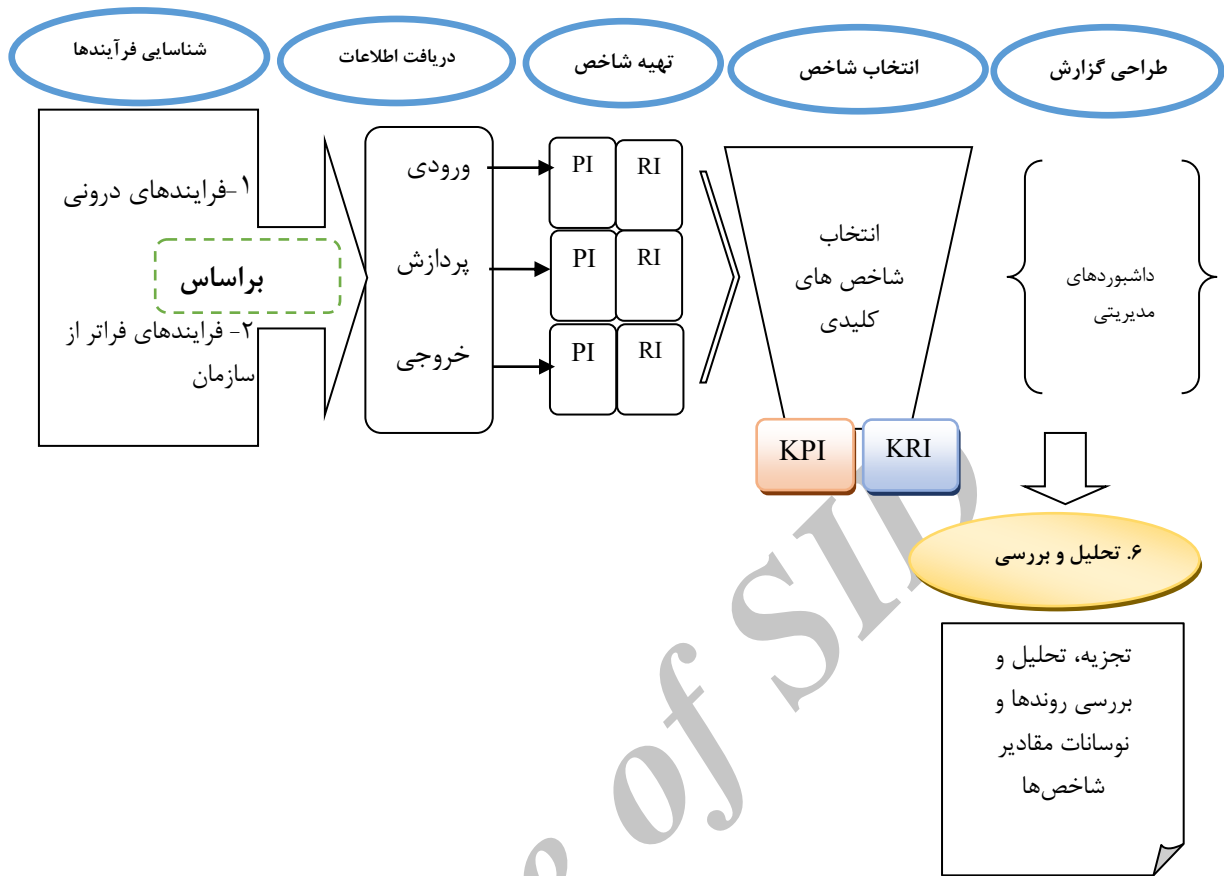 شناسایی فرآیندها
دریافت اطلاعات
تهیه شاخص
انتخاب شاخص
طراحی گزارش
۱-فرایندهای درونی
براساس
۲- فرایندهای فراتر از
سازمان
ورودی
پردازش
خروجی
PI RI
PI RI
PI RI
انتخاب
شاخص های
کلیدی
KPI KRI
داشبوردهای
مدیریتی
۶. تحلیل و بررسی
تجزیه، تحلیل و
بررسی روندها و
نوسانات مقادیر
شاخص‌ها
of SID